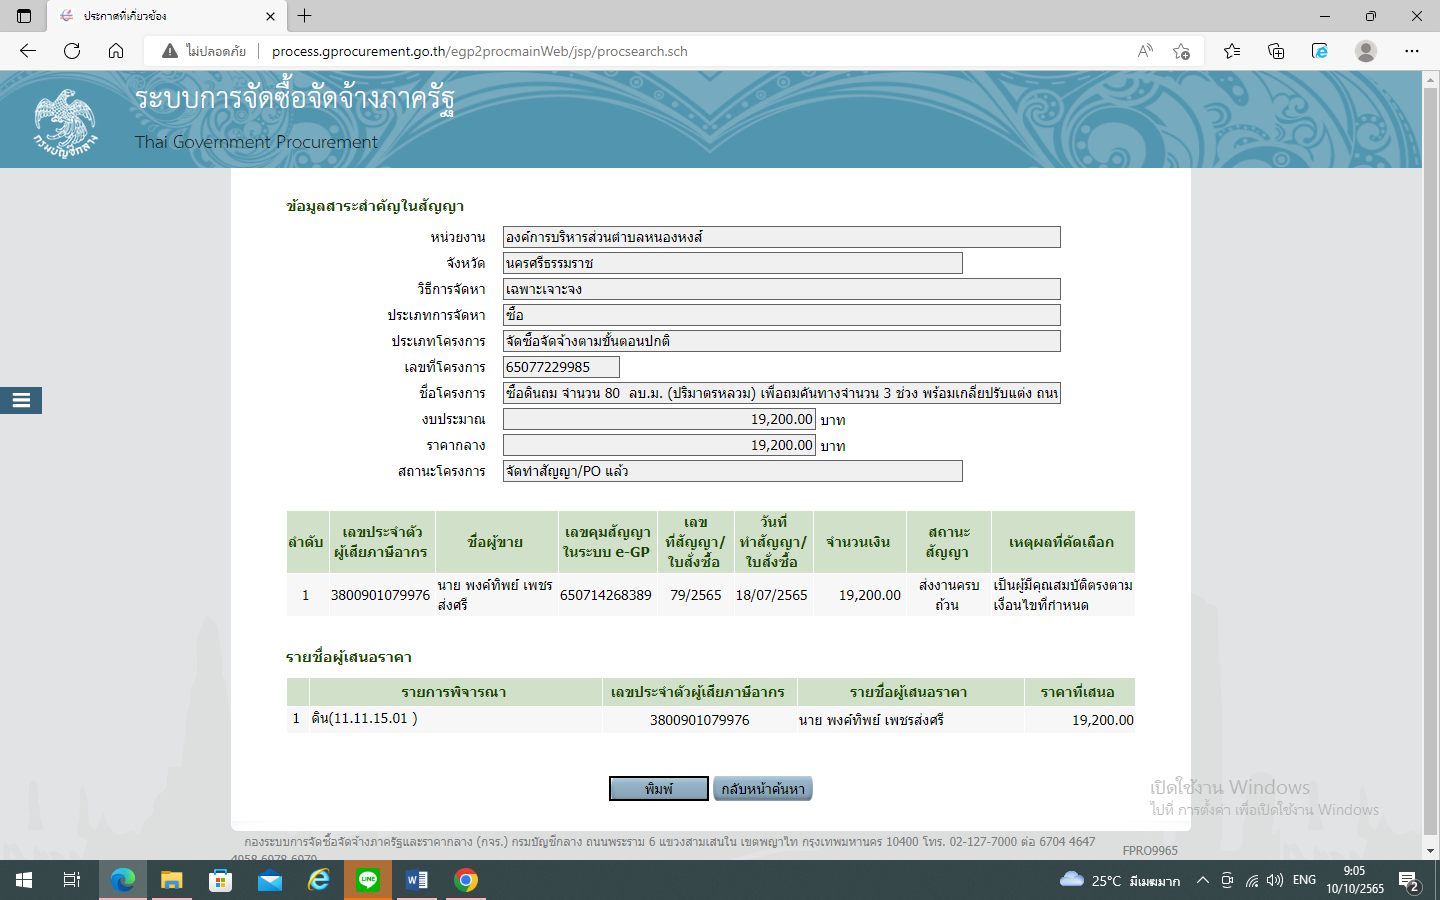 ประกาศที่เกี่ยวข้อง
ไม่ปลอดภัย
process.gprocurement.go.th/egp2procmainWeb/jsp/procsearch.sch
ระบบการจัดซื้อจัดจ้างภาครัฐ
Thai Government Procurement
กรมบัญชีกลาง
ข้อมูลสาระสำคัญในสัญญา
หน่วยงาน องค์การบริหารส่วนตำบลหนองหงส์
จังหวัด นครศรีธรรมราช
วิธีการจัดหา เฉพาะเจาะจง
ประเภทการจัดหา ซื้อ
ประเภทโครงการ จัดซื้อจัดจ้างตามขั้นตอนปกติ
เลขที่โครงการ 65077229985
ชื่อโครงการ ซื้อดินถม จำนวน 80 ลบ.ม. (ปริมาตรหลวม) เพื่อถมคันทางจำนวน 3 ช่วง พร้อมเกลี่ยปรับแต่ง ถนน
งบประมาณ 19,200.00 บาท
ราคากลาง 19,200.00 บาท
สถานะโครงการ จัดทำสัญญา/PO แล้ว
ลำดับ เลขประจำตัวผู้เสียภาษีอากร ชื่อผู้ขาย เลขคุมสัญญาในระบบ e-GP เลขที่สัญญา/ใบสั่งซื้อ วันที่ทำสัญญา/ใบสั่งซื้อ จำนวนเงิน สถานะสัญญา เหตุผลที่คัดเลือก
1 3800901079976 นาย พงค์ทิพย์ เพชรส่งศรี 650714268389 79/2565 18/07/2565 19,200.00 ส่งงานครบถ้วน เป็นผู้มีคุณสมบัติตรงตามเงื่อนไขที่กำหนด
รายชื่อผู้เสนอราคา
รายการพิจารณา เลขประจำตัวผู้เสียภาษีอากร รายชื่อผู้เสนอราคา ราคาที่เสนอ
1 ดิน(11.11.15.01 ) 3800901079976 นาย พงค์ทิพย์ เพชรส่งศรี 19,200.00
พิมพ์ กลับหน้าค้นหา
เปิดใช้งาน Windows
ไปที่ การตั้งค่า เพื่อเปิดใช้งาน Windows
กองระบบการจัดซื้อจัดจ้างภาครัฐและราคากลาง (กจร.) กรมบัญชีกลาง ถนนพระราม 6 แขวงสามเสนใน เขตพญาไท กรุงเทพมหานคร 10400 โทร. 02-127-7000 ต่อ 6704 4647
4958 6978 6979
FPRO9965
LINE
25°C มีเมฆมาก
ENG
9:05
10/10/2565
2